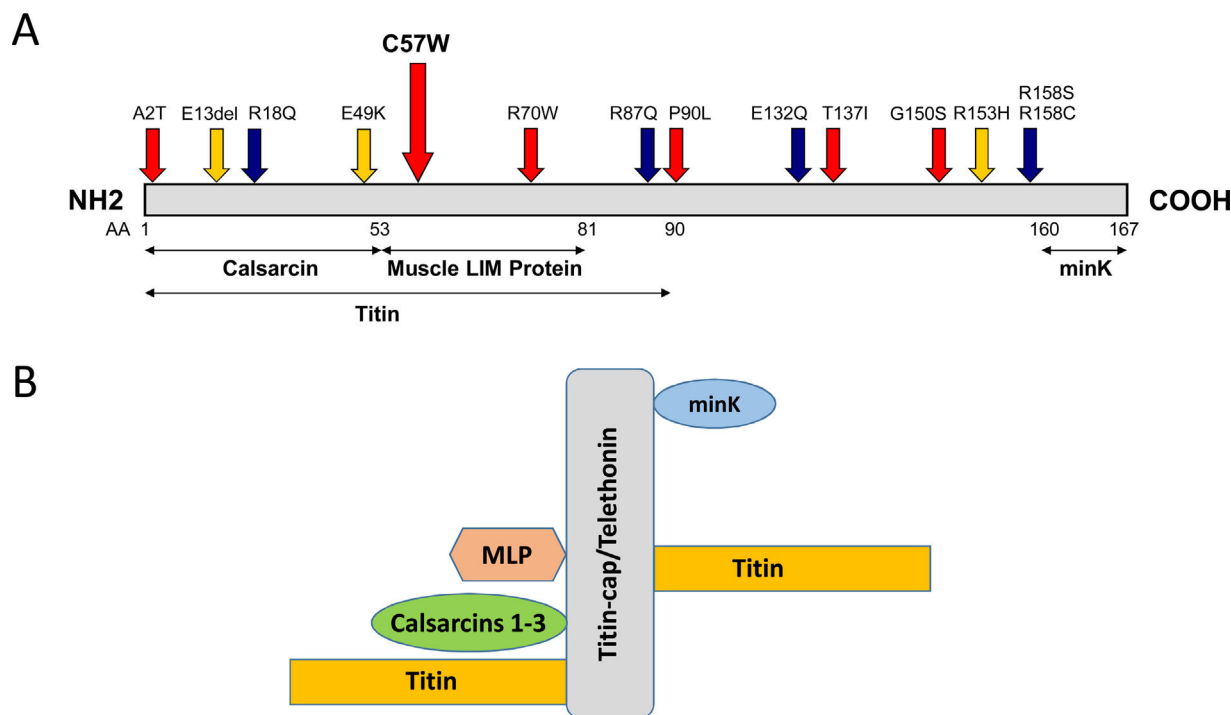 A
C57W
A2T E13del R18Q E49K R70W R87Q P90L E132Q T137I G150S R153H R158S
R158C
NH2 COOH
AA 1 53 81 90 160 167
Calsarcin Muscle LIM Protein minK
Titin
B
minK
Titin-cap/Telethonin
MLP
Titin
Calsarcins 1-3
Titin